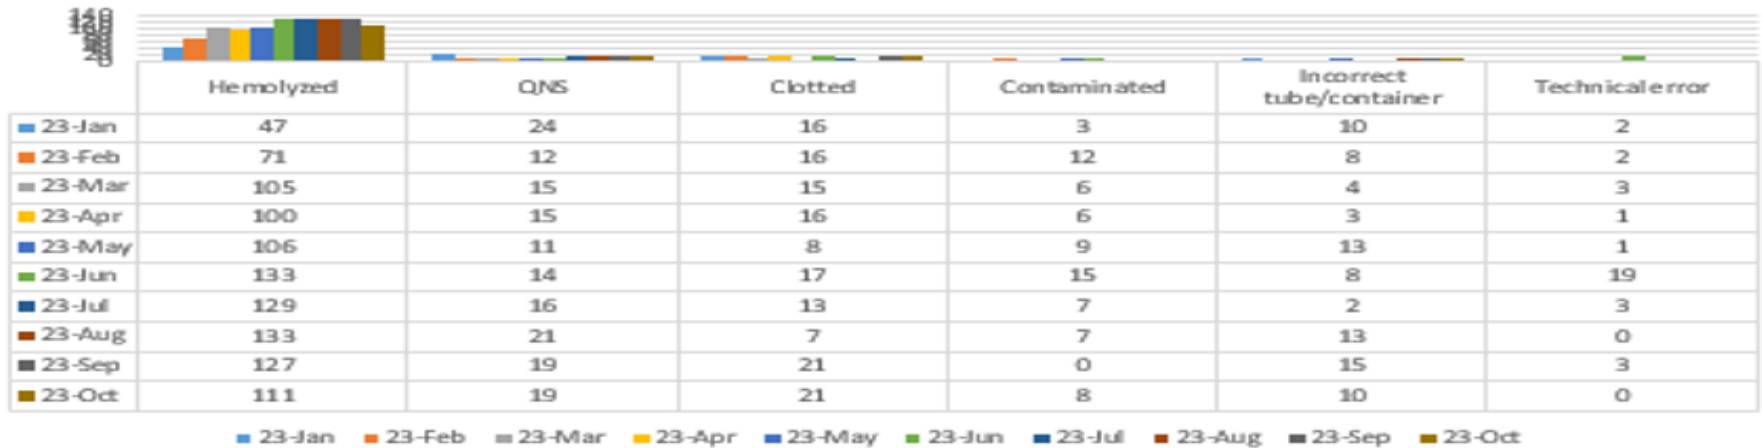 140
120
100
0
Hemolyzed QNS Clotted Contaminated Incorrect tube/container Technical error
23-Jan 47 24 16 3 10 2
23-Feb 71 12 16 12 8 2
23-Mar 105 15 15 6 4 3
23-Apr 100 15 16 6 3 1
23-May 106 11 8 9 13 1
23-Jun 133 14 17 15 8 19
23-Jul 129 16 13 7 2 3
23-Aug 133 21 7 7 13 0
23-Sep 127 19 21 0 15 3
23-Oct 111 19 21 8 10 0
23-Jan 23-Feb 23-Mar 23-Apr 23-May 23-Jun 23-Jul 23-Aug 23-Sep 23-Oct